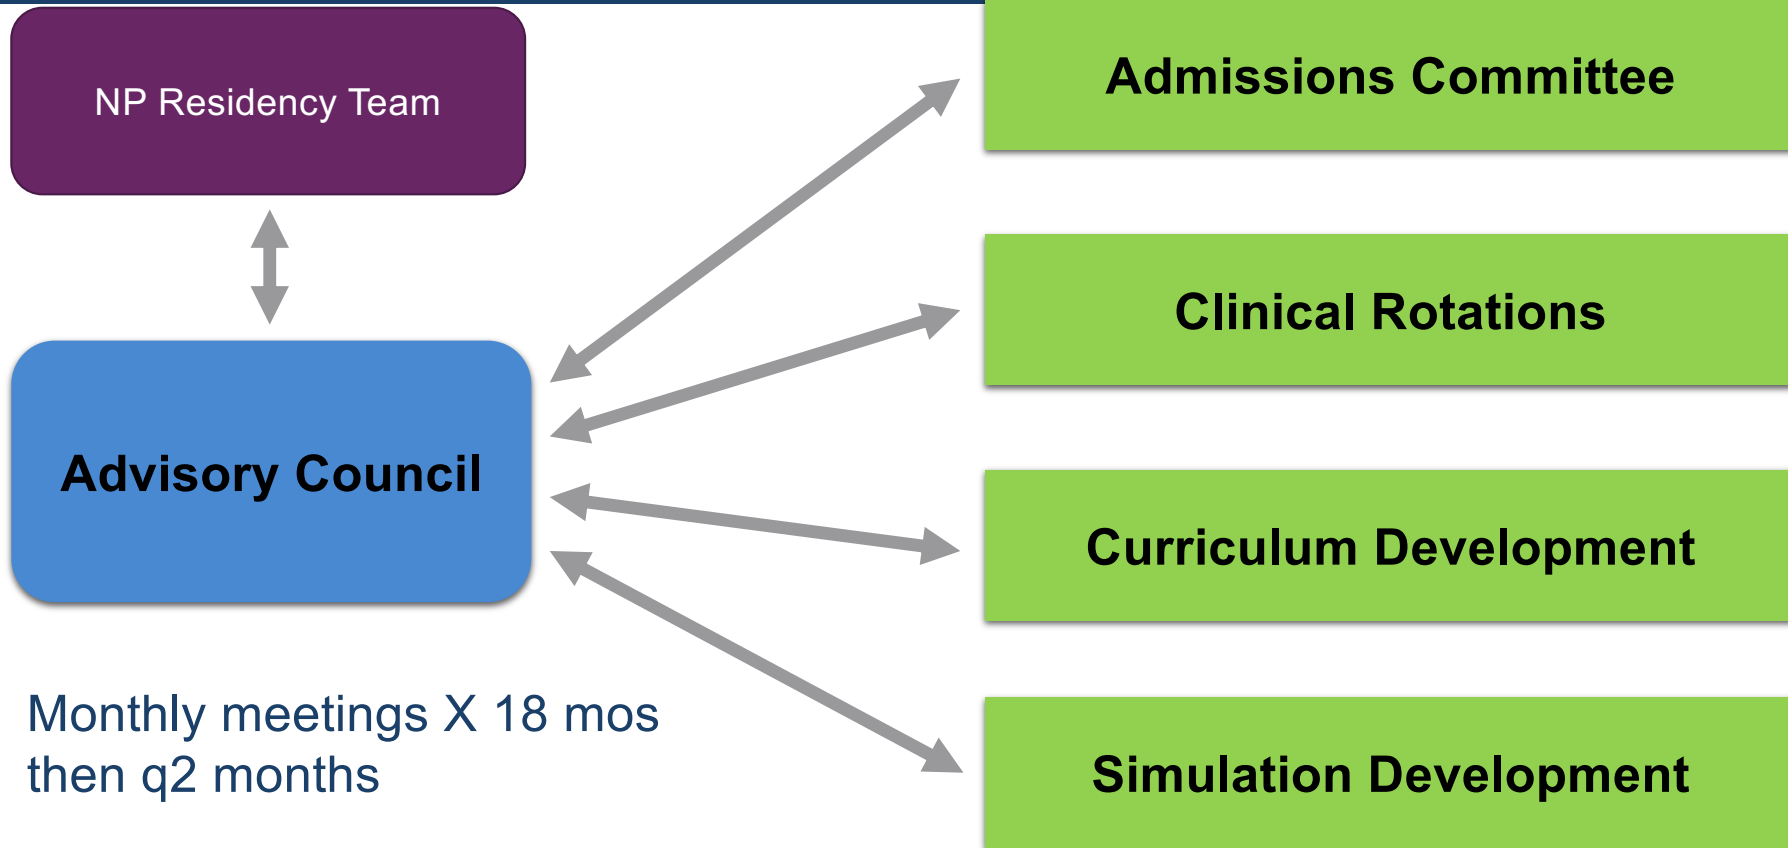 NP Residency Team
Advisory Council
Monthly meetings X 18 mos
then q2 months
Admissions Committee
Clinical Rotations
Curriculum Development
Simulation Development